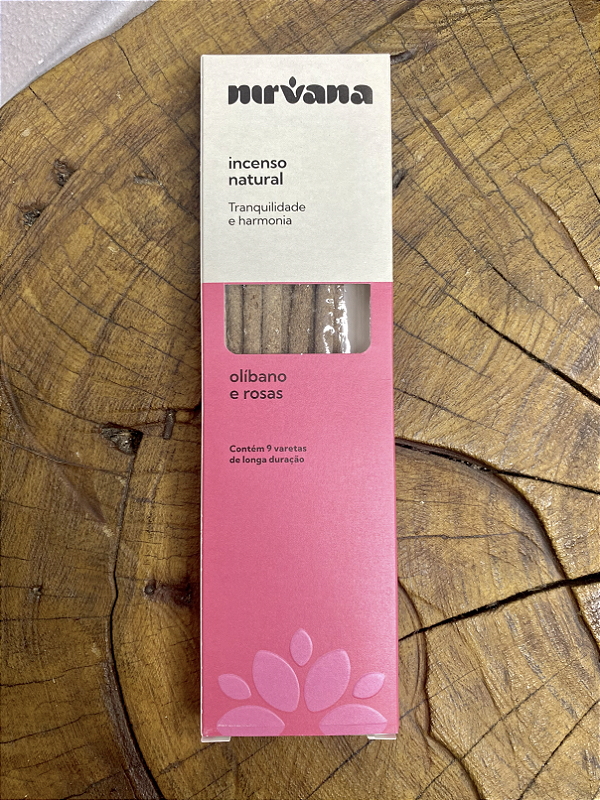 nirvana
incenso
natural
Tranquilidade
e harmonia
olíbano
e rosas
Contém 9 varetas
de longa duração